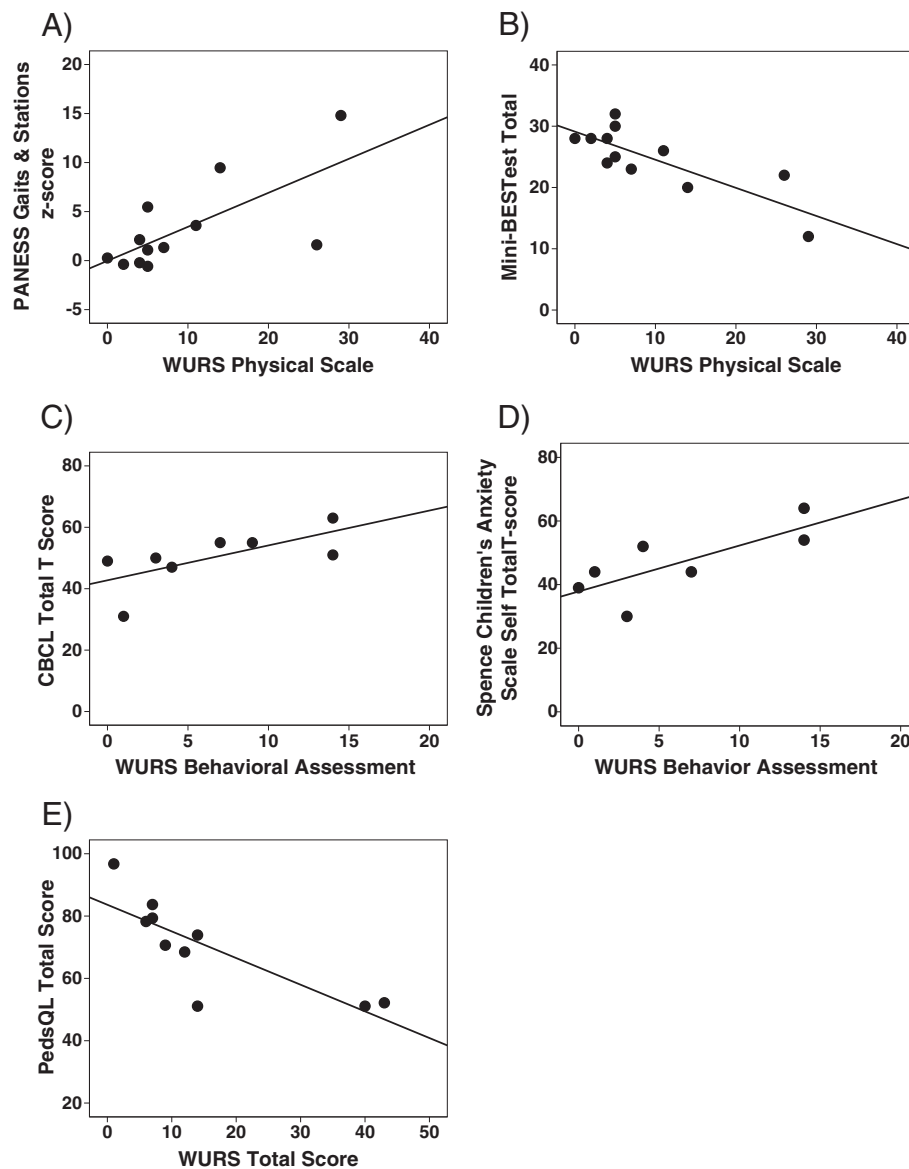 A)
PANESS Gaits & Stations
z-score
20
15
10
5
0
-5
0 10 20 30 40
WURS Physical Scale
B)
Mini-BESTest Total
40
30
20
10
0
0 10 20 30 40
WURS Physical Scale
C)
CBCL Total T Score
80
60
40
20
0
0 5 10 15 20
WURS Behavioral Assessment
D)
Spence Children's Anxiety
Scale Self TotalT-score
80
60
40
20
0
0 5 10 15 20
WURS Behavior Assessment
E)
PedsQL Total Score
100
80
60
40
20
0 10 20 30 40 50
WURS Total Score